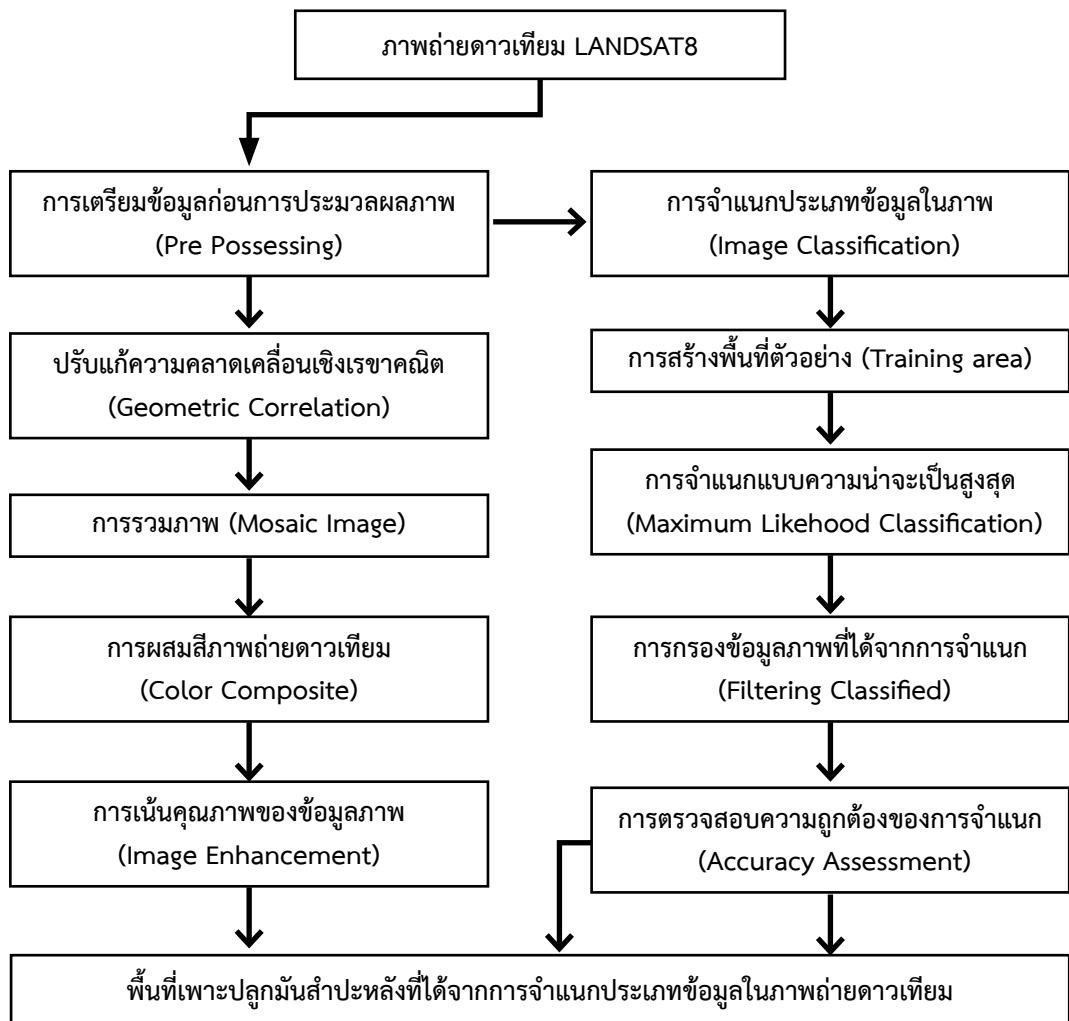 ภาพถ่ายดาวเทียม LANDSAT8
การเตรียมข้อมูลก่อนการประมวลผลภาพ
(Pre Possessing)
การจำแนกประเภทข้อมูลในภาพ
(Image Classification)
ปรับแก้ความคลาดเคลื่อนเชิงเรขาคณิต
(Geometric Correlation)
การสร้างพื้นที่ตัวอย่าง (Training area)
การรวมภาพ (Mosaic Image)
การจำแนกแบบความน่าจะเป็นสูงสุด
(Maximum Likehood Classification)
การผสมสีภาพถ่ายดาวเทียม
(Color Composite)
การกรองข้อมูลภาพที่ได้จากการจำแนก
(Filtering Classified)
การเน้นคุณภาพของข้อมูลภาพ
(Image Enhancement)
การตรวจสอบความถูกต้องของการจำแนก
(Accuracy Assessment)
พื้นที่เพาะปลูกมันสำปะหลังที่ได้จากการจำแนกประเภทข้อมูลในภาพถ่ายดาวเทียม